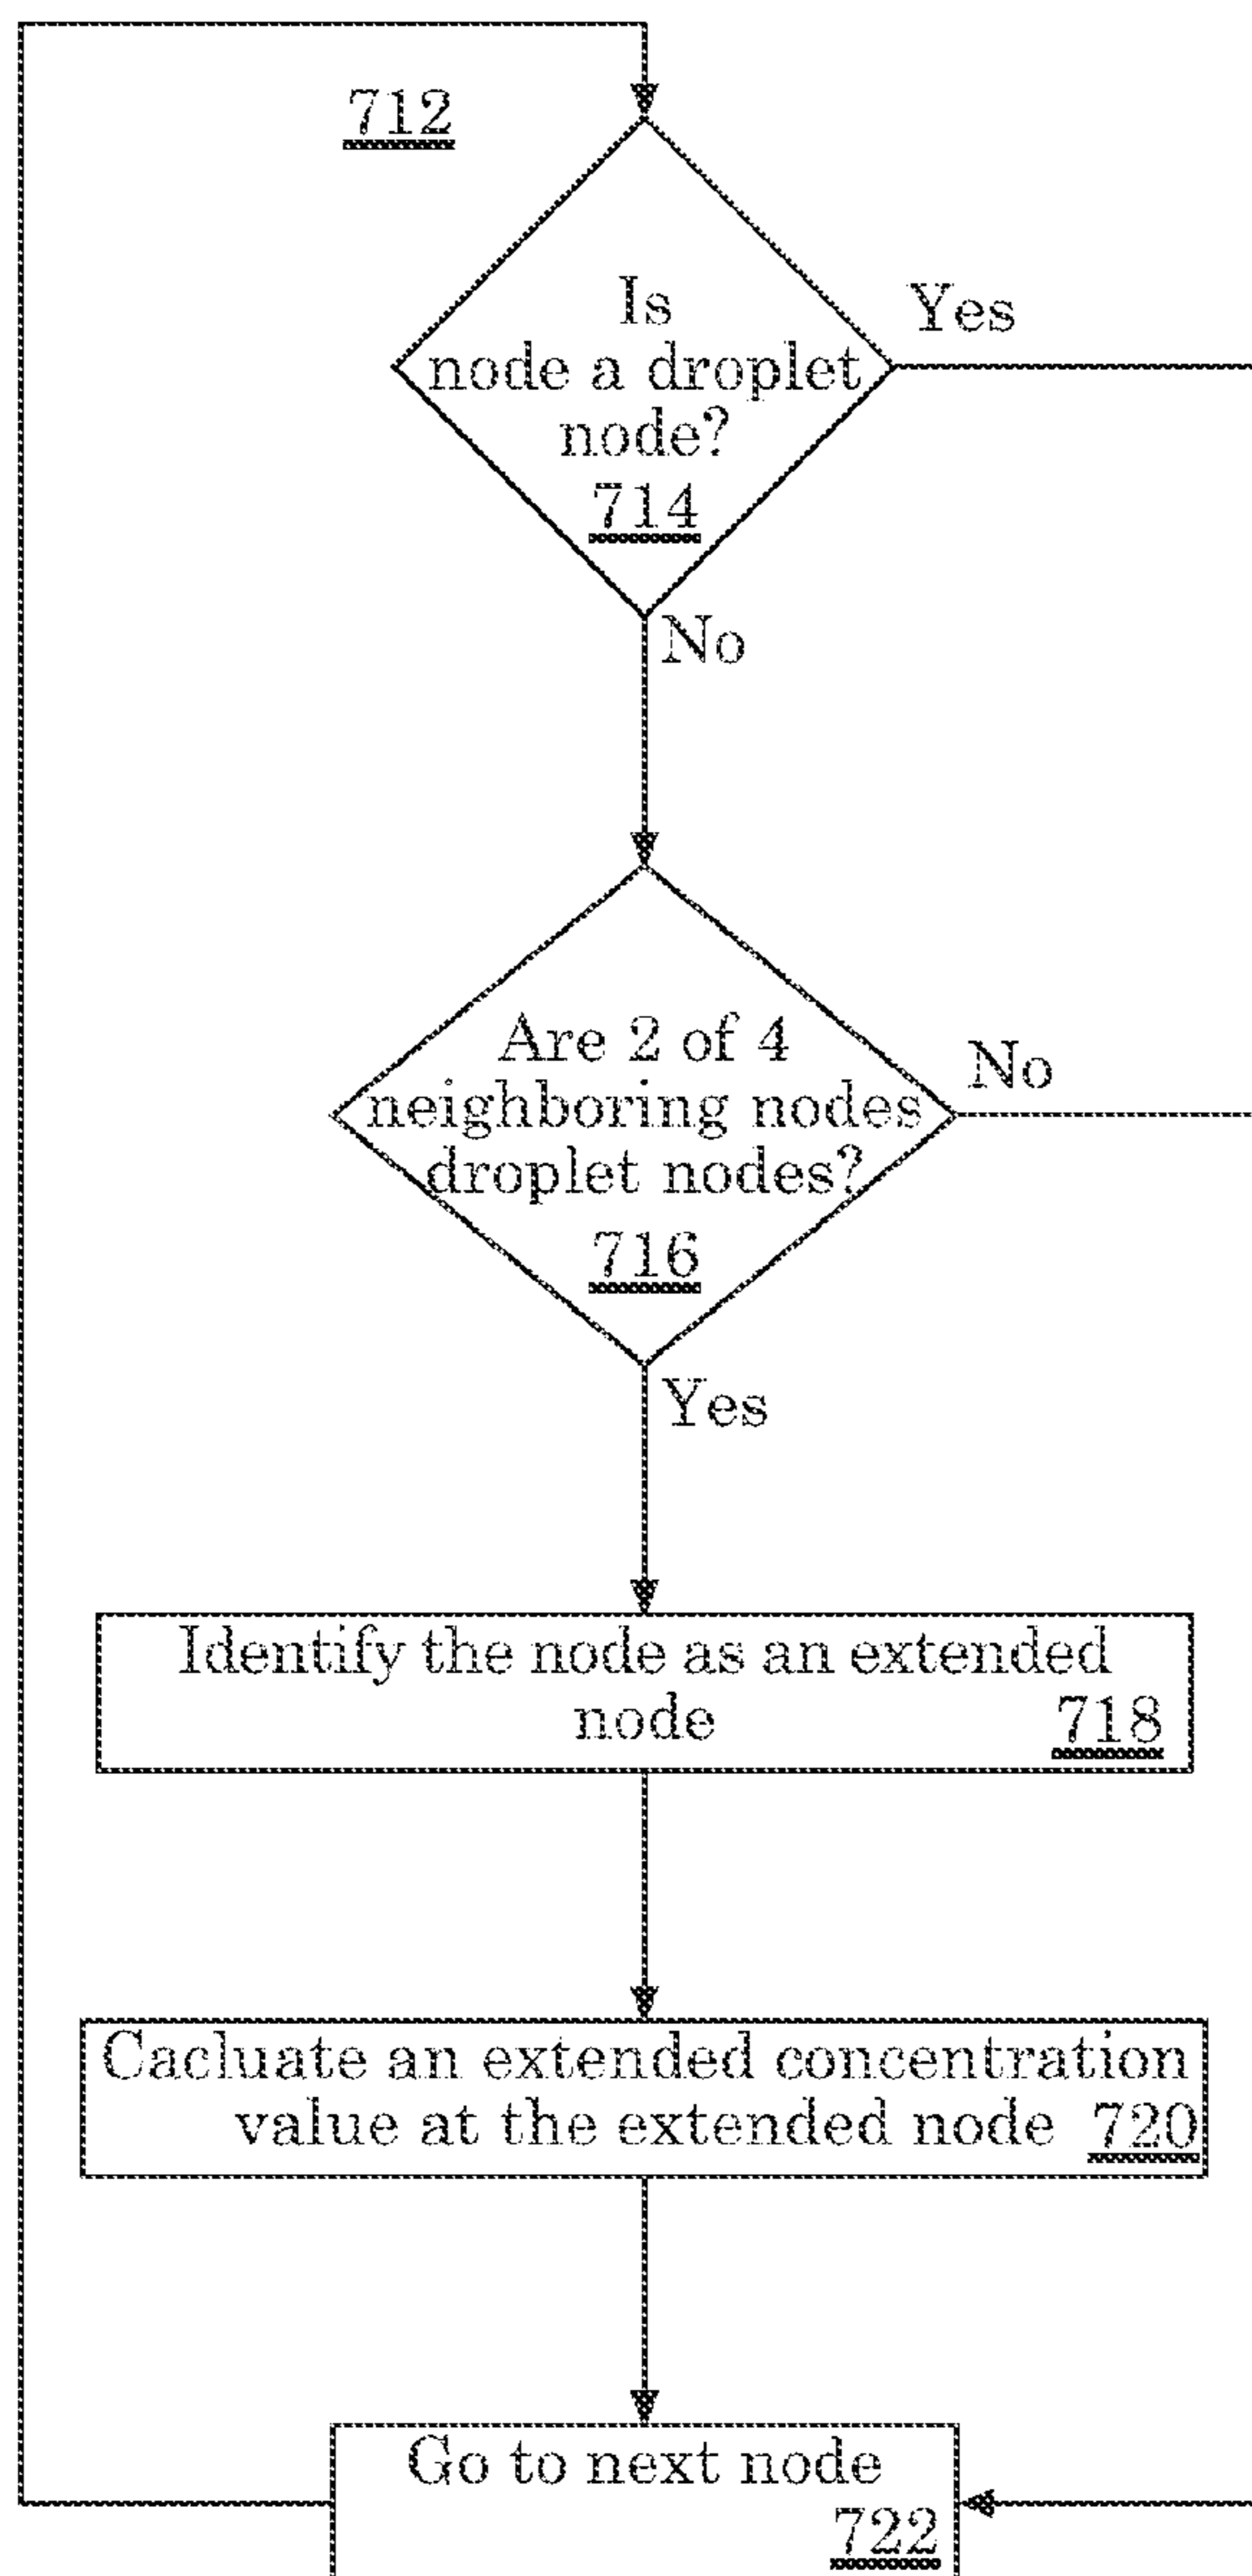 712
Is
node a droplet
node?
714
Yes
No
Are 2 of 4
neighboring nodes
droplet nodes?
716
No
Yes
Identify the node as an extended
node 718
Cacluate an extended concentration
value at the extended node 720
Go to next node
722